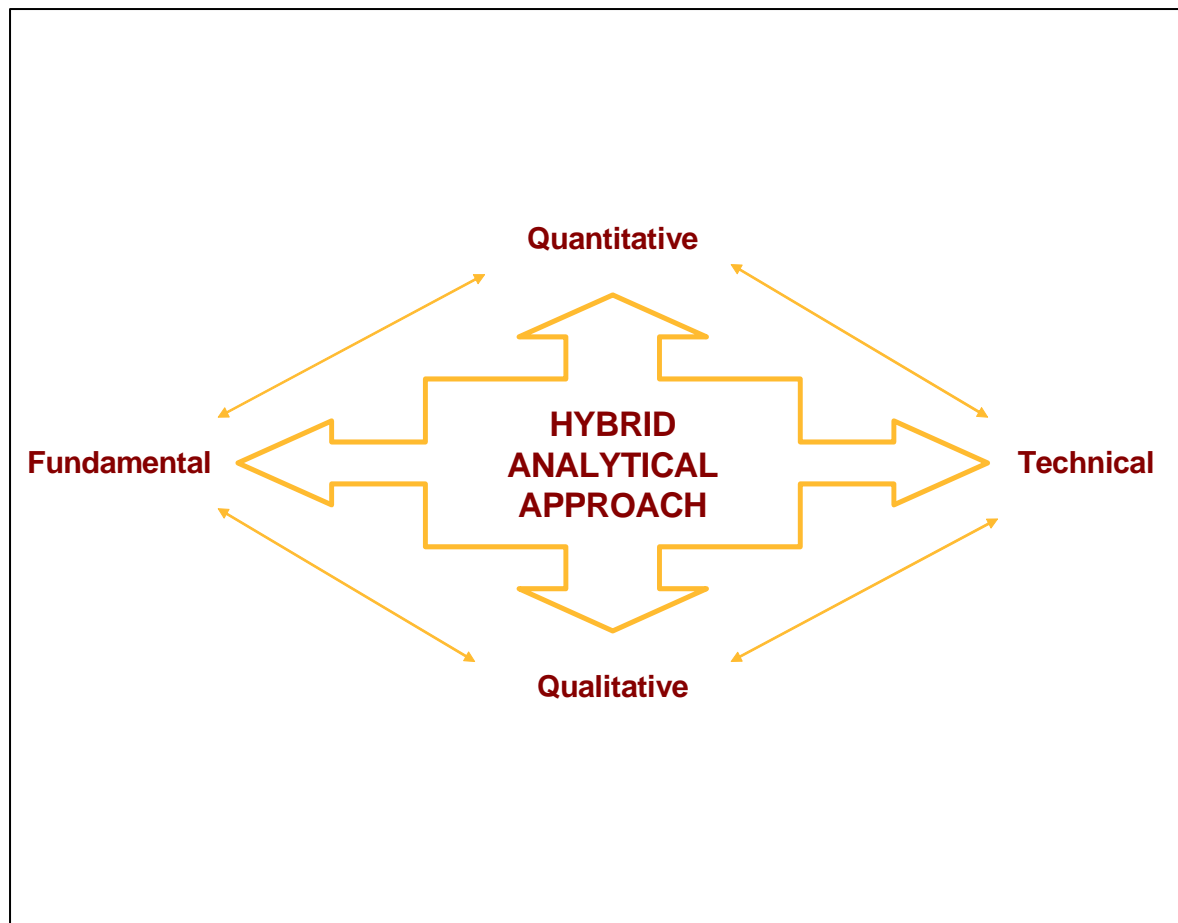 Quantitative
Fundamental
HYBRID
ANALYTICAL
APPROACH
Technical
Qualitative